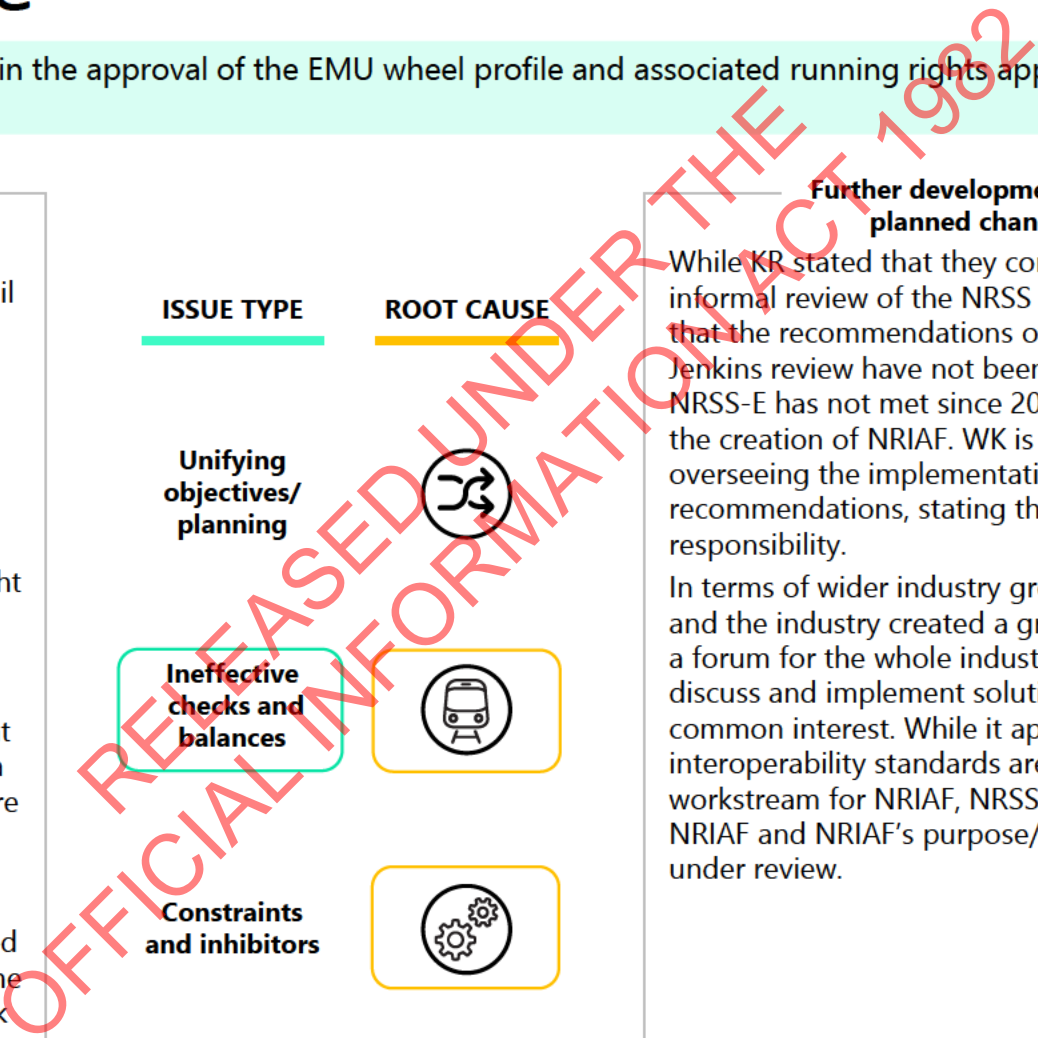 in the approval of the EMU wheel profile and associated running rights
RELEASED UNDER THE
OFFICIAL INFORMATION ACT 1982
il
ht
t
re
d
ne
ISSUE TYPE
ROOT CAUSE
Unifying
objectives/
planning
Ineffective
checks and
balances
Constraints
and inhibitors
Further developme
planned chan
While KR stated that they co
informal review of the NRSS
that the recommendations o
Jenkins review have not been
NRSS-E has not met since 20
the creation of NRIAF. WK is
overseeing the implementati
recommendations, stating th
responsibility.
In terms of wider industry gr
and the industry created a g
a forum for the whole indust
discuss and implement solut
common interest. While it ap
interoperability standards are
workstream for NRIAF, NRSS
NRIAF and NRIAF's purpose/
under review.